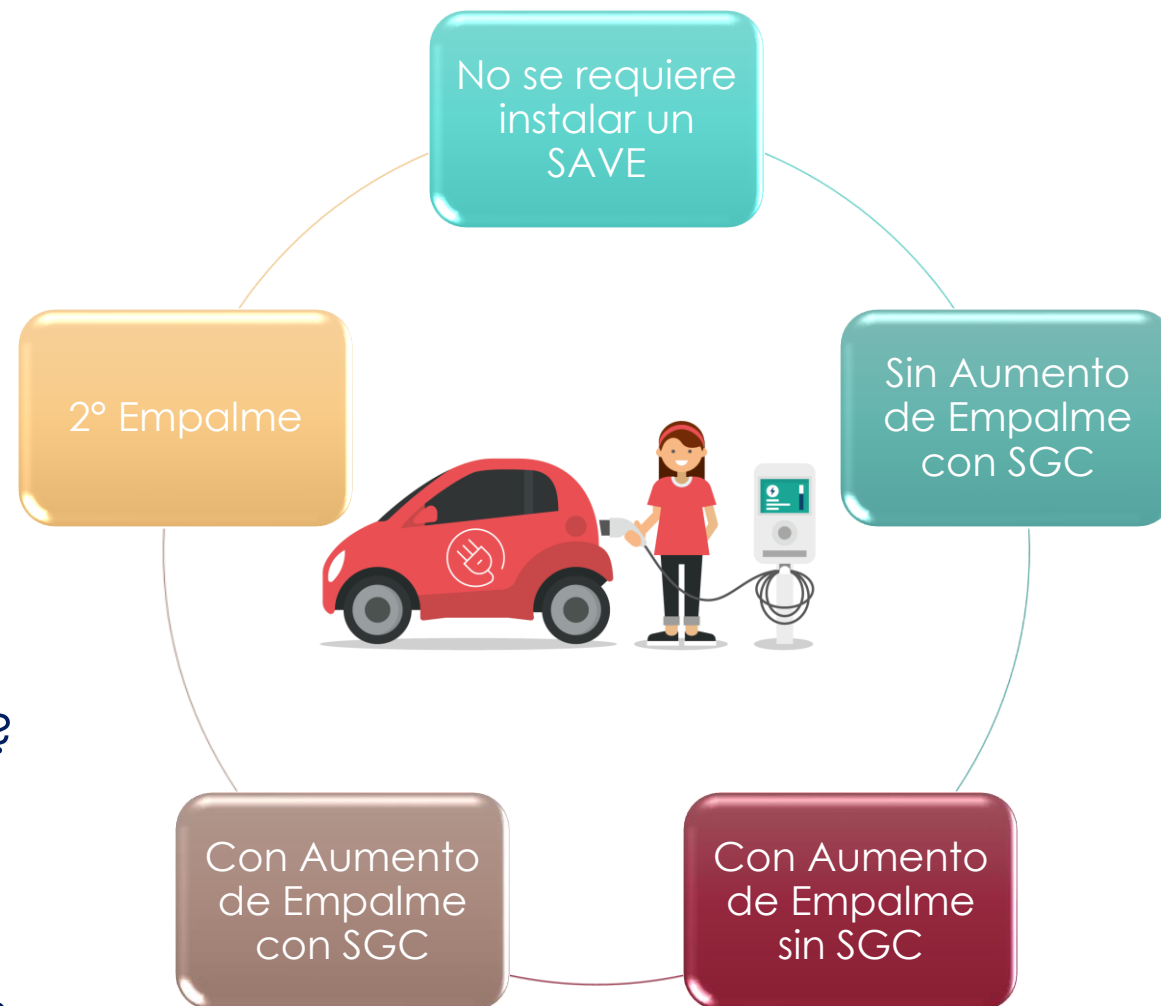 No se requiere
instalar un
SAVE
2° Empalme
Sin Aumento
de Empalme
con SGC
?
Con Aumento
de Empalme
con SGC
Con Aumento
de Empalme
sin SGC